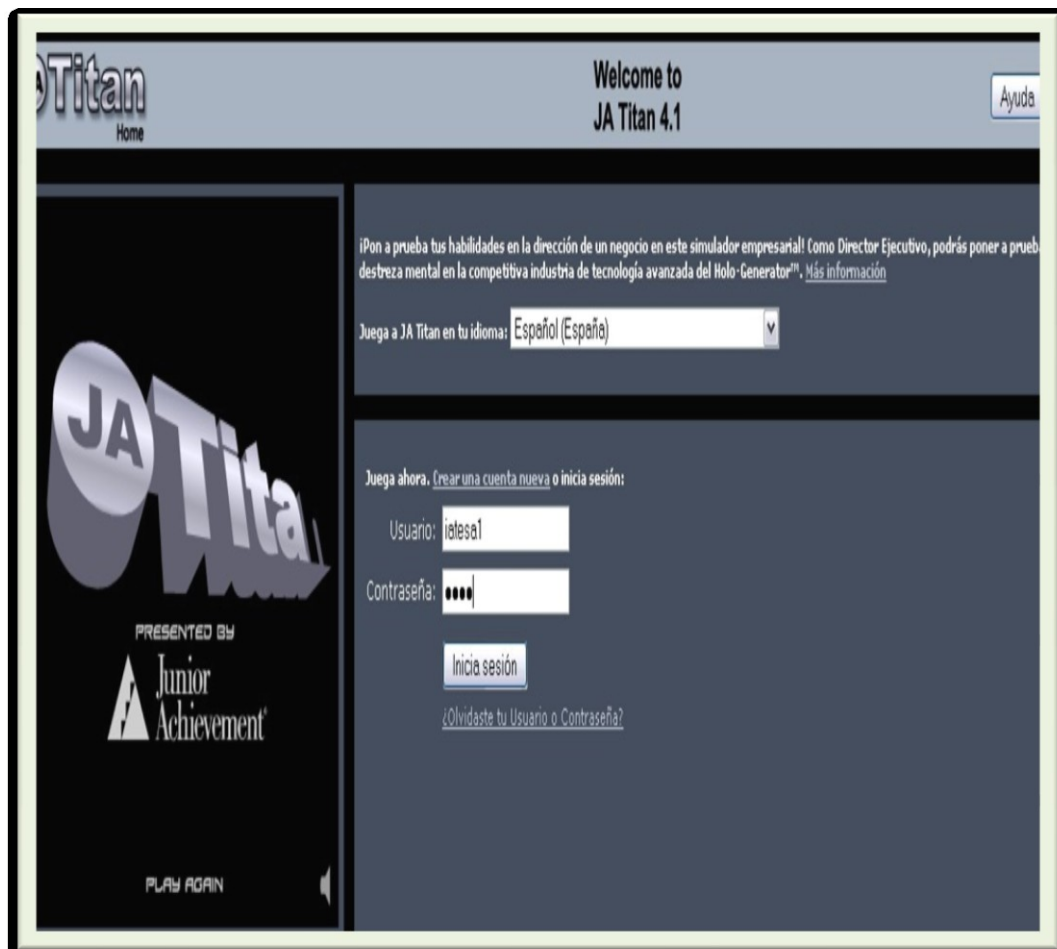 JA Titan
Home
Welcome to
JA Titan 4.1
Ayuda
¡Pon a prueba tus habilidades en la dirección de un negocio en este simulador empresarial! Como Director Ejecutivo, podrás poner a prueb
destreza mental en la competitiva industria de tecnología avanzada del Holo-Generator™. Más información
Juega a JA Titan en tu idioma: Español (España)
JA Tita
PRESENTED BY
Junior
Achievement®
PLAY AGAIN
Juega ahora. Crear una cuenta nueva o inicia sesión:
Usuario: iatesa1
Contraseña: ••••
Inicia sesión
¿Olvidaste tu Usuario o Contraseña?